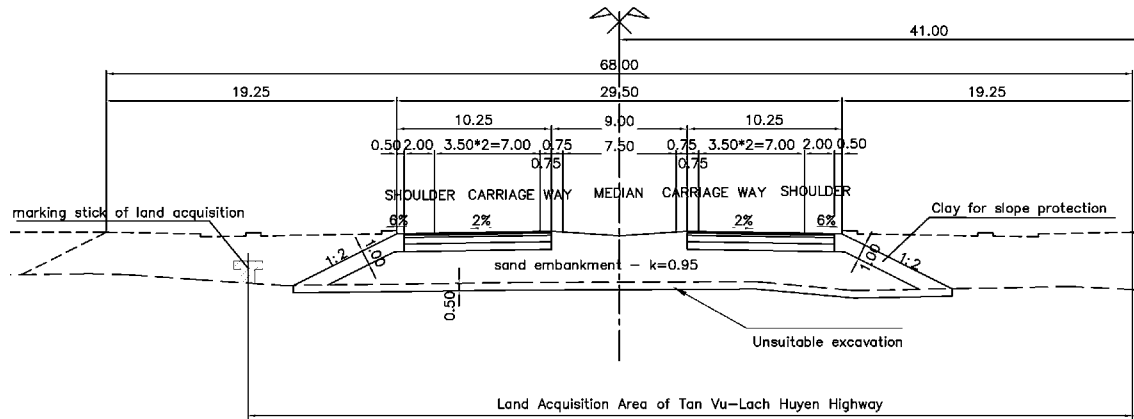 41.00
68.00
19.25 29.50 19.25
10.25 9.00 10.25
0.50 2.00 3.50*2=7.00 0.75 7.50 0.75 3.50*2=7.00 2.00 0.50
0.75 0.75
SHOULDER CARRIAGE WAY MEDIAN CARRIAGE WAY SHOULDER
marking stick of land acquisition
6% 2% 2% 6%
Clay for slope protection
1:2 1.00 sand embankment - k=0.95 1.00 1:2
0.50
Unsuitable excavation
Land Acquisition Area of Tan Vu-Lach Huyen Highway